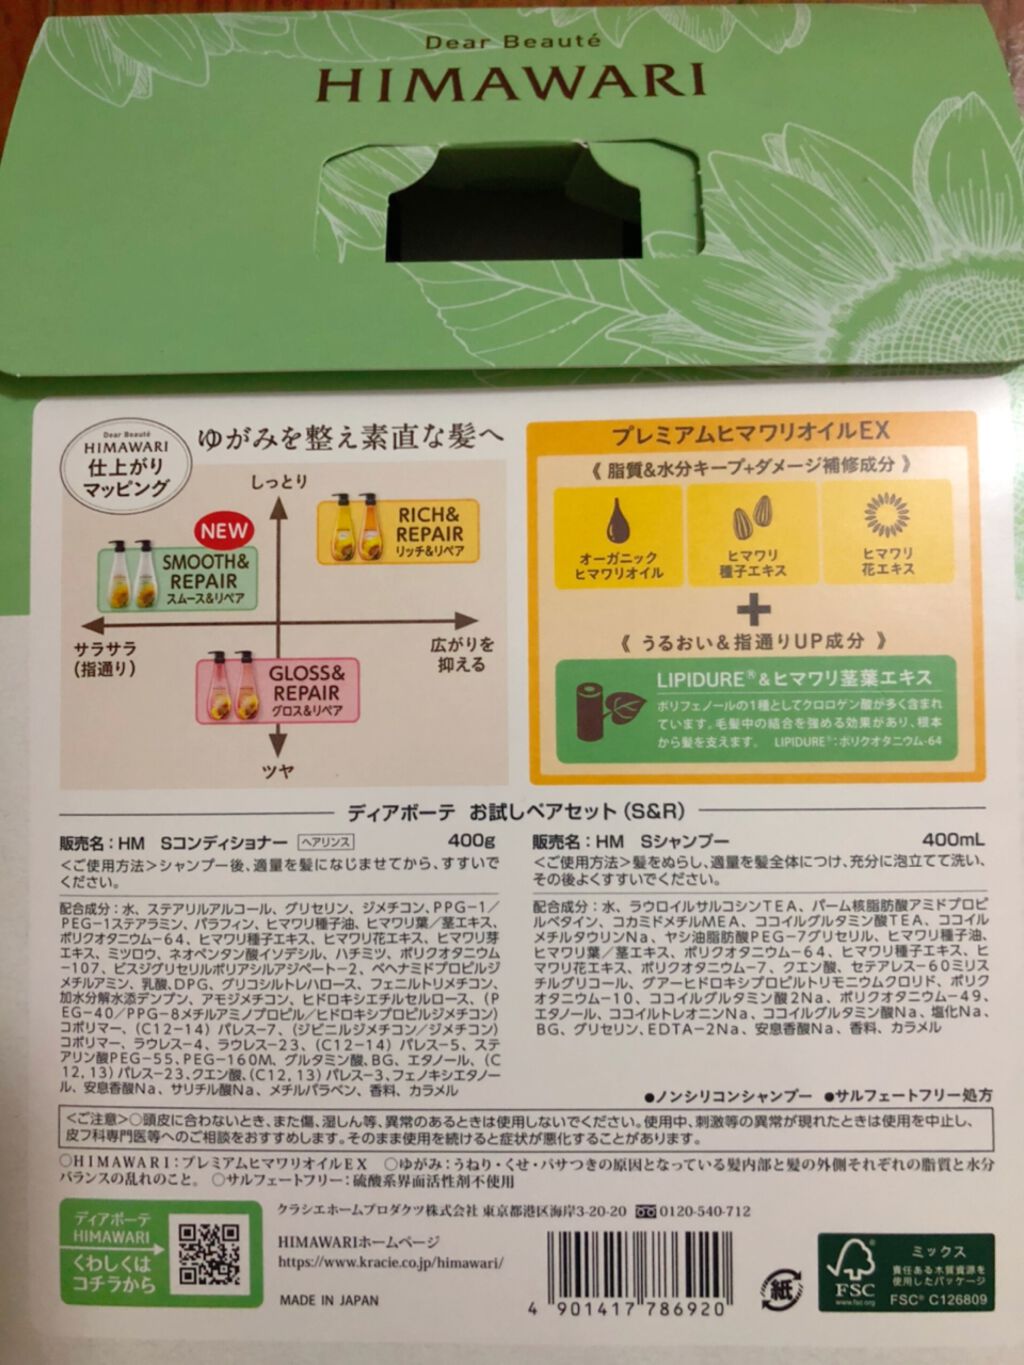 Dear Beauté
HIMAWARI
Dear Beauté
HIMAWARI
仕上がり
マッピング
ゆがみを整え素直な髪へ
しっとり
NEW
SMOOTH&
REPAIR
スムース&リペア
RICH&
REPAIR
リッチ&リペア
サラサラ
(指通り)
広がりを
抑える
GLOSS&
REPAIR
グロス&リペア
ツヤ
プレミアムヒマワリオイルEX
《 脂質&水分キープ+ダメージ補修成分 》
オーガニック
ヒマワリオイル
ヒマワリ
種子エキス
ヒマワリ
花エキス
+
《 うるおい&指通りUP成分 》
LIPIDURE®&ヒマワリ茎葉エキス
ポリフェノールの1種としてクロロゲン酸が多く含まれ
ています。毛髪中の結合を強める効果があり、根本
から髪を支えます。 LIPIDURE®:ポリクオタニウム-64
ディアボーテ お試しペアセット(S&R)
販売名:HM Sコンディショナー ヘアリンス 400g
<ご使用方法>シャンプー後、適量を髪になじませてから、すすいで
ください。
配合成分:水、ステアリルアルコール、グリセリン、ジメチコン、PPG-1/
PEG-1ステアラミン、パラフィン、ヒマワリ種子油、ヒマワリ葉/茎エキス、
ポリクオタニウム-64、ヒマワリ種子エキス、ヒマワリ花エキス、ヒマワリ芽
エキス、ミツロウ、ネオペンタン酸イソデシル、ハチミツ、ポリクオタニウム
-107、ビスジグリセリルポリアシルアジペート-2、ベヘナミドプロピルジ
メチルアミン、乳酸、DPG、グリコシルトレハロース、フェニルトリメチコン、
加水分解水添デンプン、アモジメチコン、ヒドロキシエチルセルロース、(P
EG-40/PPG-8メチルアミノプロピル/ヒドロキシプロピルジメチコン)
コポリマー、(C12-14)パレス-7、(ジビニルジメチコン/ジメチコン)
コポリマー、ラウレス-4、ラウレス-23、(C12-14)パレス-5、ステ
アリン酸PEG-55、PEG-160M、グルタミン酸、BG、エタノール、(C
12,13)パレス-23、クエン酸、(C12,13)パレス-3、フェノキシエタノー
ル、安息香酸Na、サリチル酸Na、メチルパラベン、香料、カラメル
販売名:HM Sシャンプー 400mL
<ご使用方法>髪をぬらし、適量を髪全体につけ、充分に泡立てて洗い、
その後よくすすいでください。
配合成分:水、ラウロイルサルコシンTEA、パーム核脂肪酸アミドプロピ
ルベタイン、コカミドメチルMEA、ココイルグルタミン酸TEA、ココイル
メチルタウリンNa、ヤシ油脂肪酸PEG-7グリセリル、ヒマワリ種子油、
ヒマワリ葉/茎エキス、ポリクオタニウム-64、ヒマワリ種子エキス、ヒ
マワリ花エキス、ポリクオタニウム-7、クエン酸、セテアレス-60ミリス
チルグリコール、グアーヒドロキシプロピルトリモニウムクロリド、ポリク
オタニウム-10、ココイルグルタミン酸2Na、ポリクオタニウム-49、
エタノール、ココイルトレオニンNa、ココイルグルタミン酸Na、塩化Na、
BG、グリセリン、EDTA-2Na、安息香酸Na、香料、カラメル
●ノンシリコンシャンプー ●サルフェートフリー処方
<ご注意>○頭皮に合わないとき、また傷、湿しん等、異常のあるときは使用しないでください。使用中、刺激等の異常が現れたときは使用を中止し、
皮フ科専門医等へのご相談をおすすめします。そのまま使用を続けると症状が悪化することがあります。
○HIMAWARI:プレミアムヒマワリオイルEX ○ゆがみ:うねり・くせ・パサつきの原因となっている髪内部と髪の外側それぞれの脂質と水分
バランスの乱れのこと。 ○サルフェートフリー:硫酸系界面活性剤不使用
ディアボーテ
HIMAWARI
くわしくは
コチラから
クラシエホームプロダクツ株式会社 東京都港区海岸3-20-20 0120-540-712
HIMAWARIホームページ
https://www.kracie.co.jp/himawari/
MADE IN JAPAN
4 901417 786920
紙
FSC
www.fsc.org
ミックス
責任ある木質資源を
使用したパッケージ
FSC® C126809